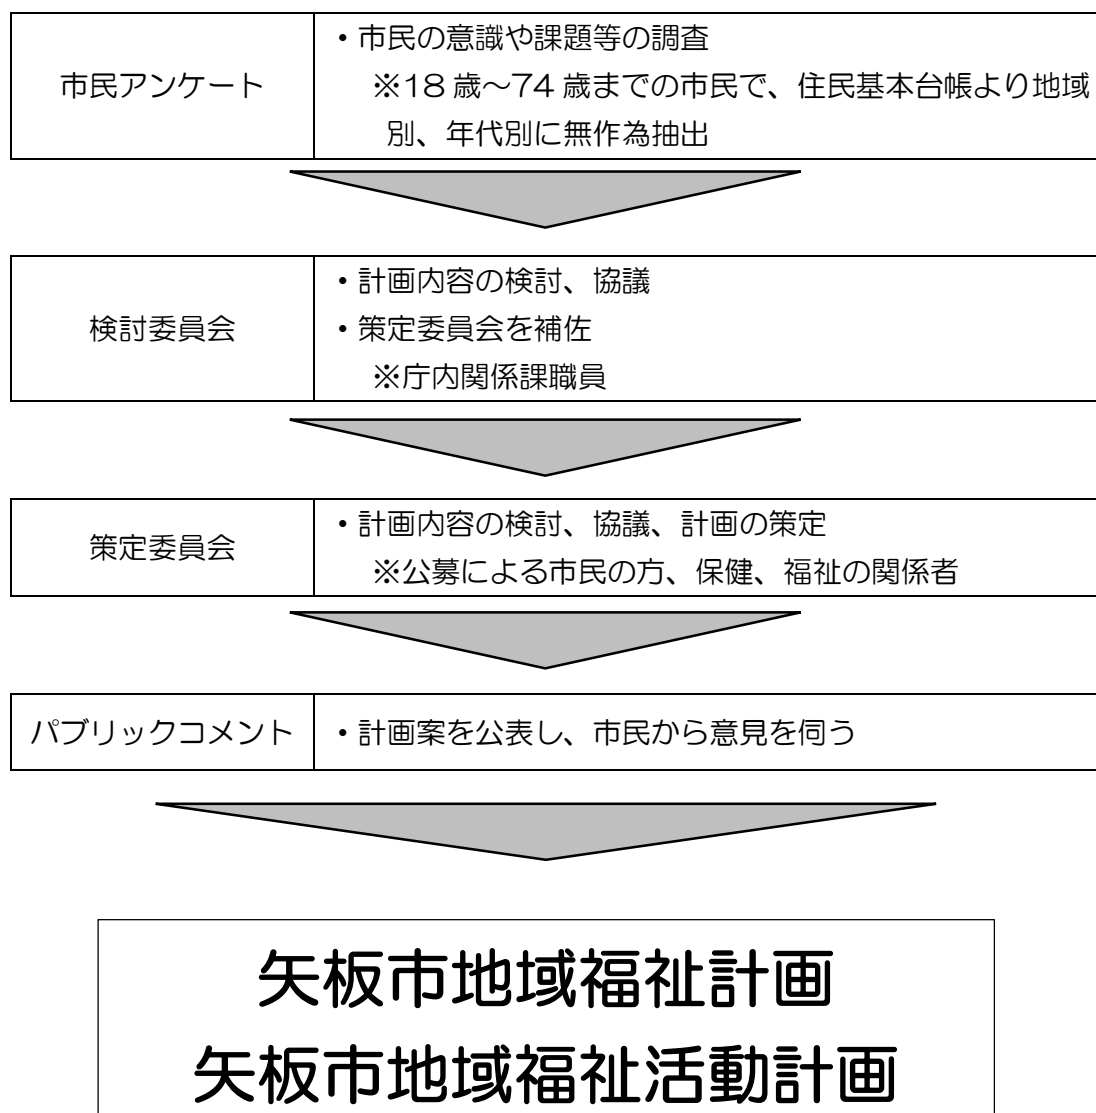 市民アンケート
・市民の意識や課題等の調査
※18歳～74歳までの市民で、住民基本台帳より地域
別、年代別に無作為抽出
検討委員会
・計画内容の検討、協議
・策定委員会を補佐
※庁内関係課職員
策定委員会
・計画内容の検討、協議、計画の策定
※公募による市民の方、保健、福祉の関係者
パブリックコメント
・計画案を公表し、市民から意見を伺う
矢板市地域福祉計画
矢板市地域福祉活動計画